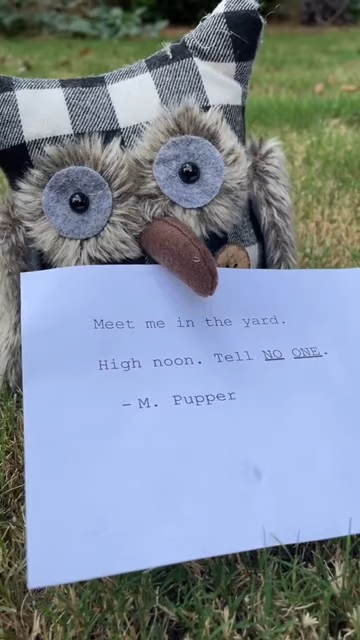 Meet me in the yard.
High noon. Tell NO ONE.
- M. Pupper